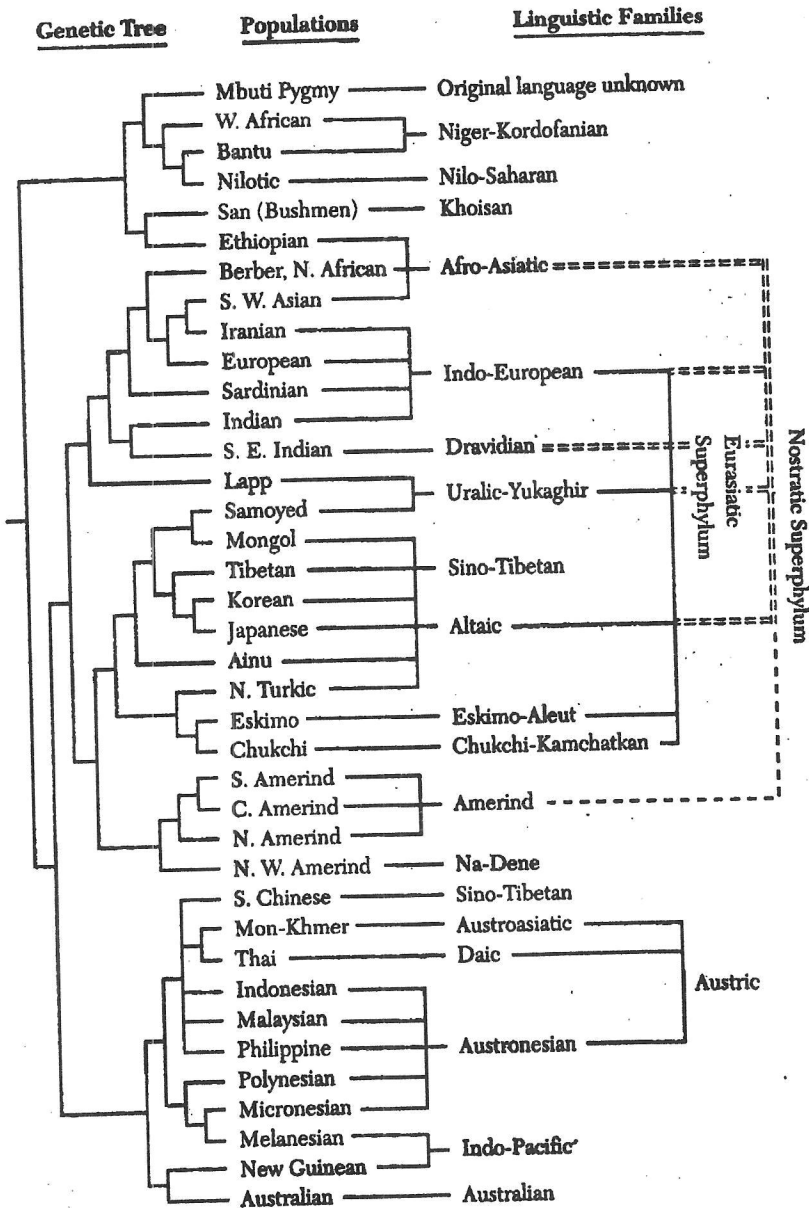 Genetic Tree Populations Linguistic Families
Mbuti Pygmy Original language unknown
W. African
Niger-Kordofanian
Bantu
Nilotic Nilo-Saharan
San (Bushmen) Khoisan
Ethiopian
Berber, N. African Afro-Asiatic
S. W. Asian
Iranian
European Indo-European
Sardinian
Indian
S. E. Indian Dravidian
Lapp
Uralic-Yukaghir
Samoyed
Mongol
Tibetan Sino-Tibetan
Korean
Japanese Altaic
Ainu
N. Turkic
Eskimo Eskimo-Aleut
Chukchi Chukchi-Kamchatkan
S. Amerind
C. Amerind Amerind
N. Amerind
N. W. Amerind Na-Dene
S. Chinese Sino-Tibetan
Mon-Khmer Austroasiatic
Thai Daic
Indonesian
Austric
Malaysian
Philippine Austronesian
Polynesian
Micronesian
Melanesian
Indo-Pacific
New Guinean
Australian Australian
Eurasiatic
Superphylum
Nostratic Superphylum